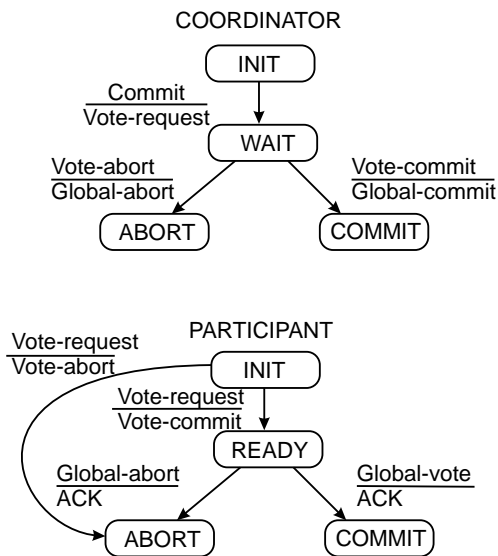 COORDINATOR
INIT
Commit
Vote-request
WAIT
Vote-abort
Global-abort
Vote-commit
Global-commit
ABORT
COMMIT
PARTICIPANT
Vote-request
Vote-abort
INIT
Vote-request
Vote-commit
READY
Global-abort
ACK
Global-vote
ACK
ABORT
COMMIT